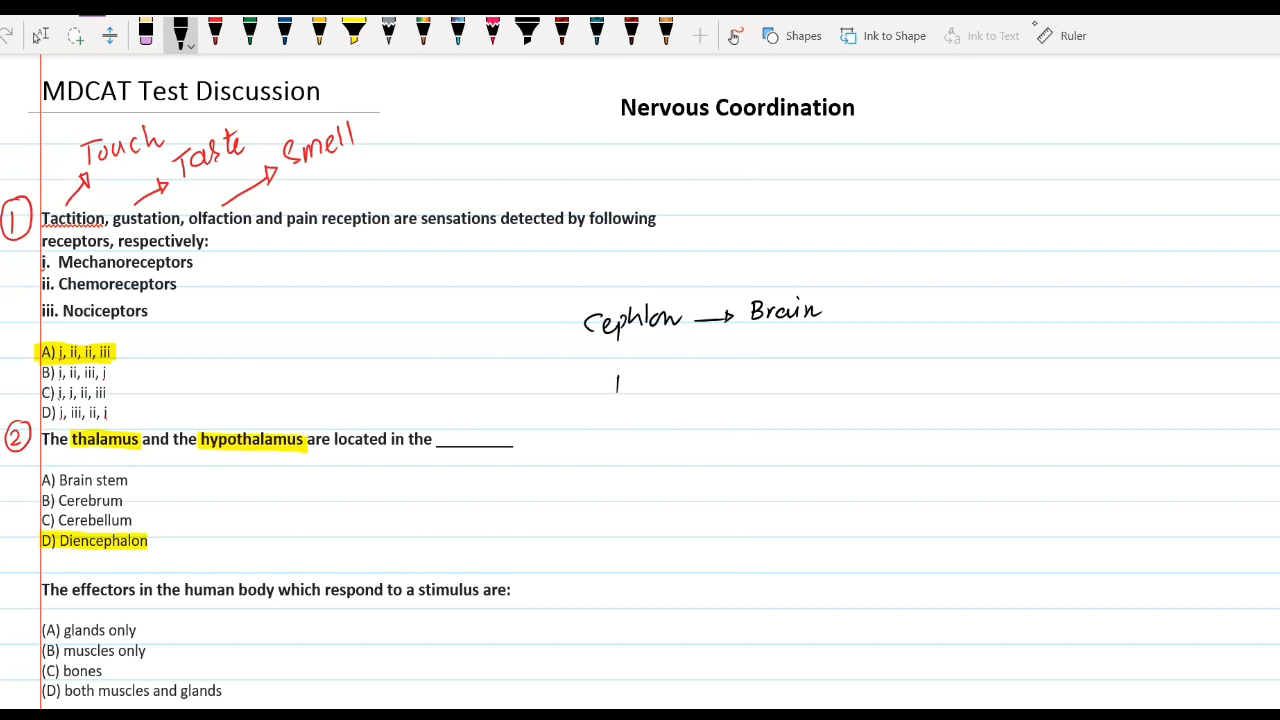 Shapes
Ink to Shape
Ink to Text
Ruler
MDCAT Test Discussion
Nervous Coordination
Touch
Taste
Smell
1
Tactition, gustation, olfaction and pain reception are sensations detected by following
receptors, respectively:
i. Mechanoreceptors
ii. Chemoreceptors
iii. Nociceptors
Cephlon → Brain
A) i, ii, ii, iii
B) i, ii, iii, i
C) i, i, ii, iii
D) i, iii, ii, i
2
The thalamus and the hypothalamus are located in the ________
A) Brain stem
B) Cerebrum
C) Cerebellum
D) Diencephalon
The effectors in the human body which respond to a stimulus are:
(A) glands only
(B) muscles only
(C) bones
(D) both muscles and glands